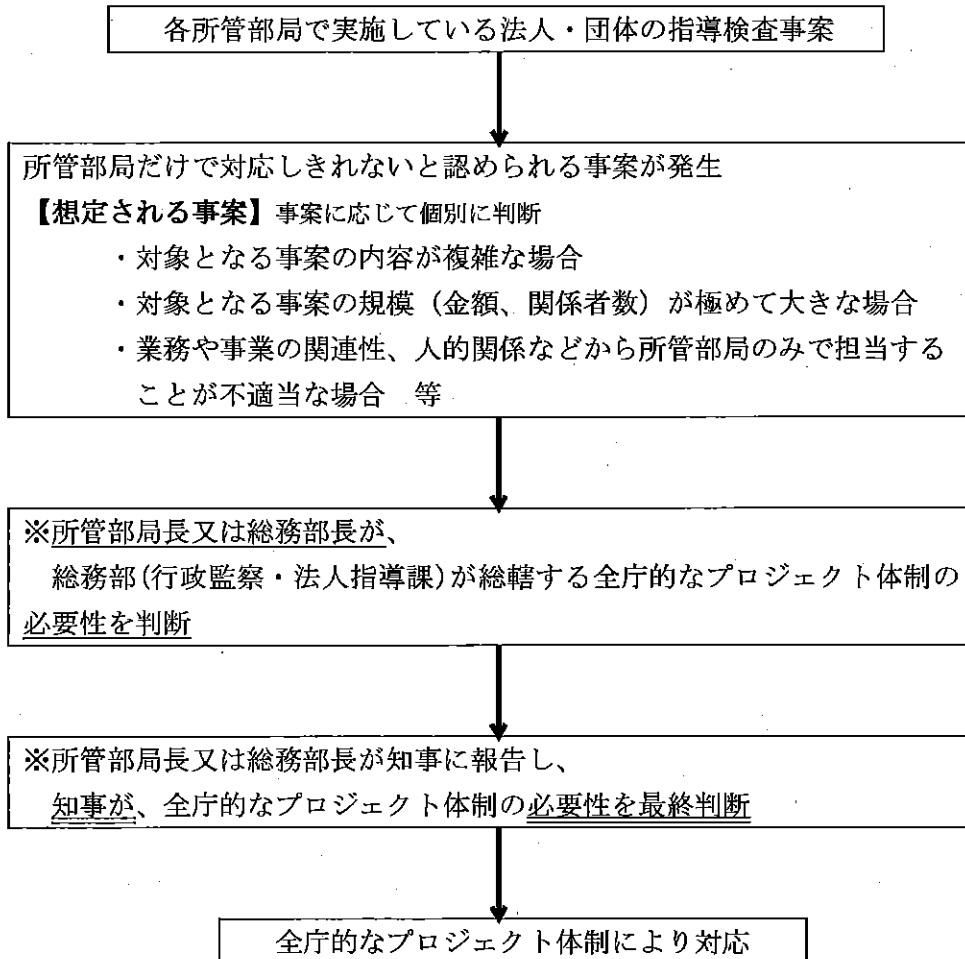 各所管部局で実施している法人・団体の指導検査事案
所管部局だけで対応しきれないと認められる事案が発生
【想定される事案】事案に応じて個別に判断
・対象となる事案の内容が複雑な場合
・対象となる事案の規模（金額、関係者数）が極めて大きな場合
・業務や事業の関連性、人的関係などから所管部局のみで担当する
ことが不適当な場合　等
※所管部局長又は総務部長が、
総務部(行政監察・法人指導課)が総轄する全庁的なプロジェクト体制の
必要性を判断
※所管部局長又は総務部長が知事に報告し、
知事が、全庁的なプロジェクト体制の必要性を最終判断
全庁的なプロジェクト体制により対応